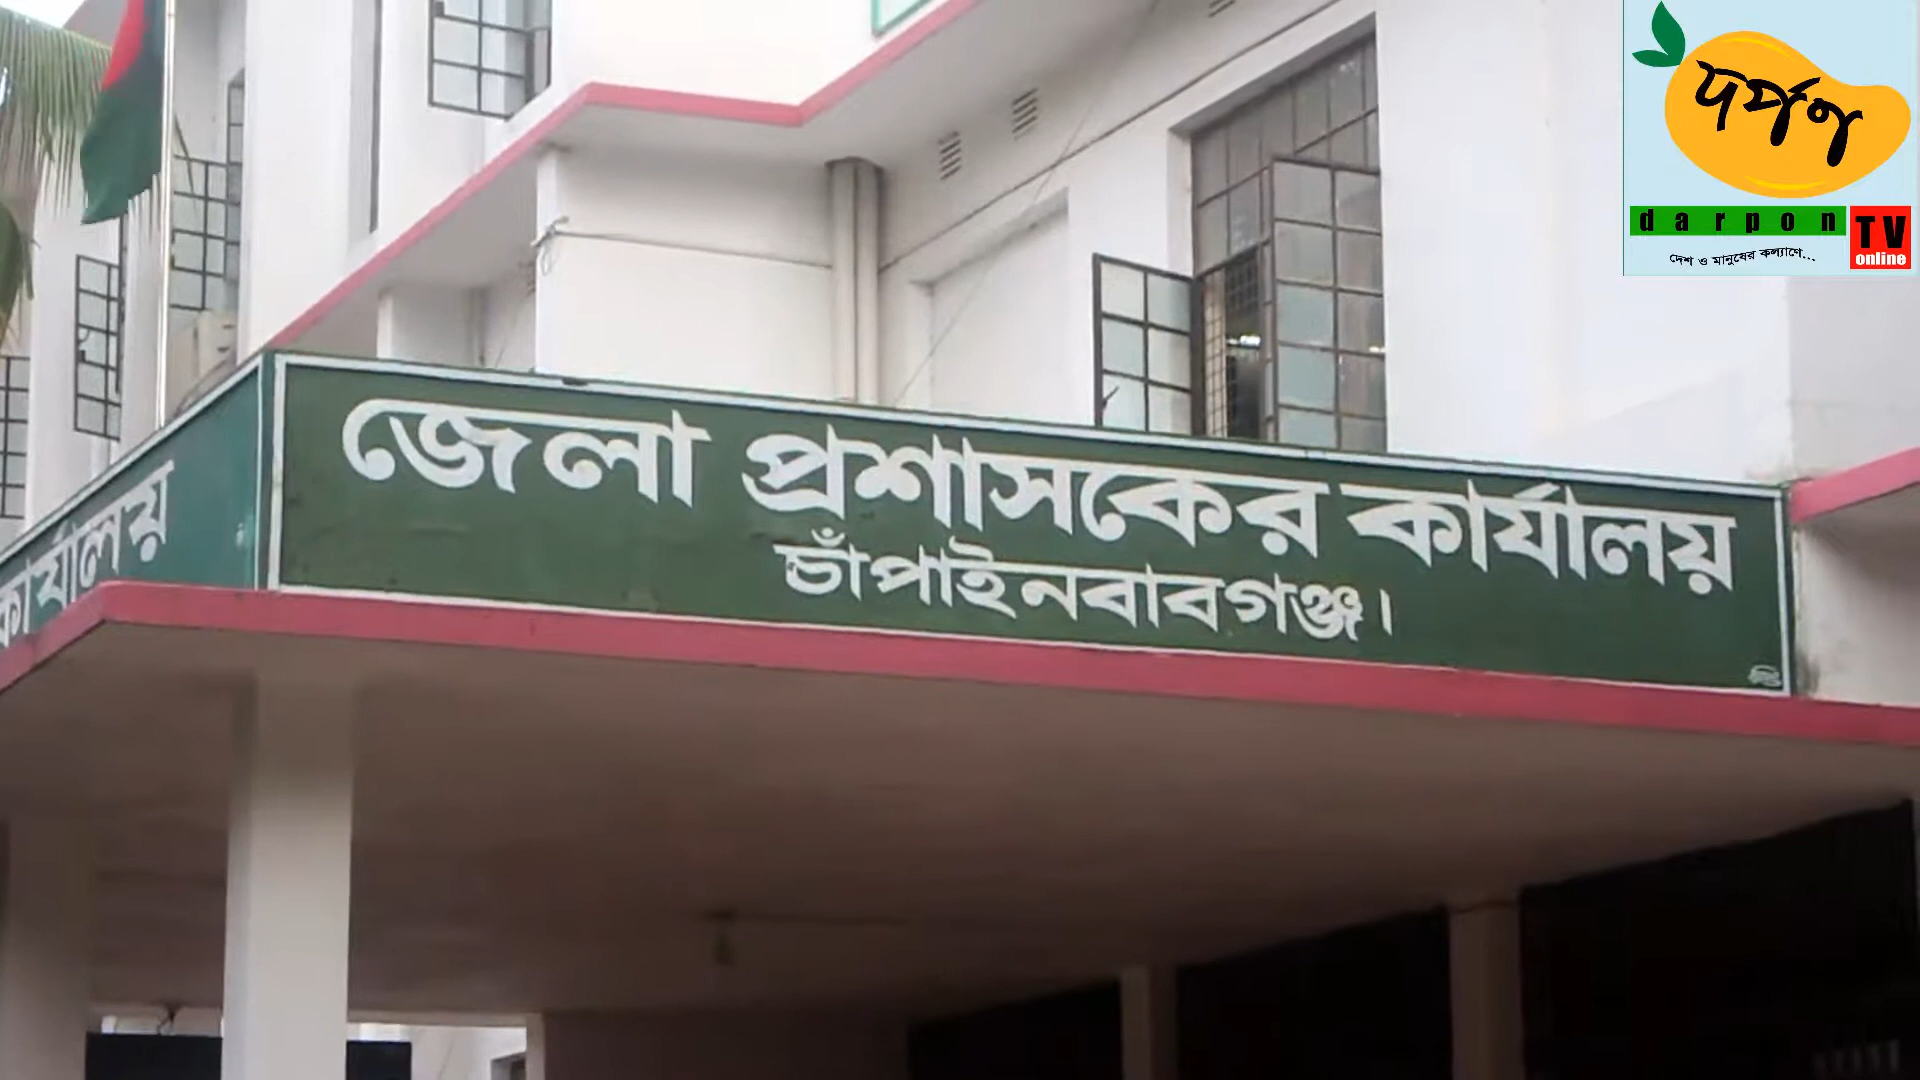 দর্পণ
darpon
TV
online
দেশ ও মানুষের কল্যাণে...
জেলা প্রশাসকের কার্যালয়
চাঁপাইনবাবগঞ্জ।
কার্যালয়